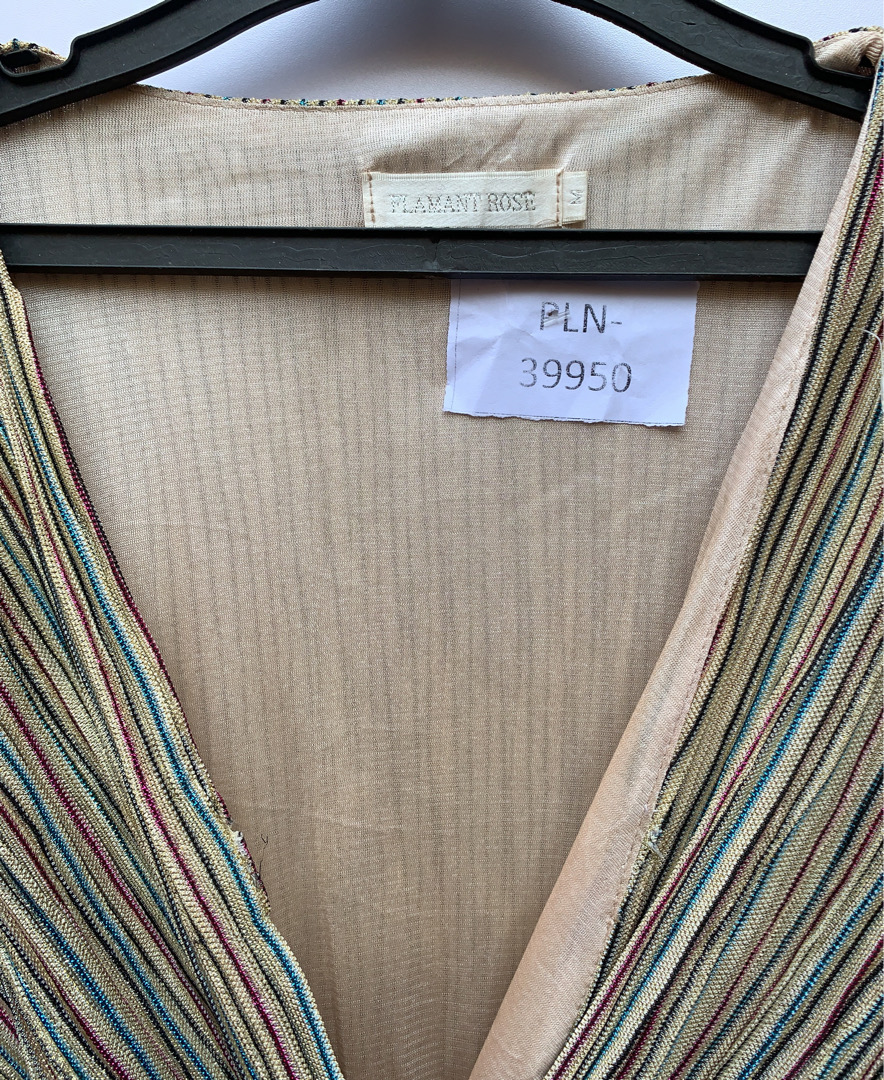 FLAMANT ROSE
M
PLN-
39950